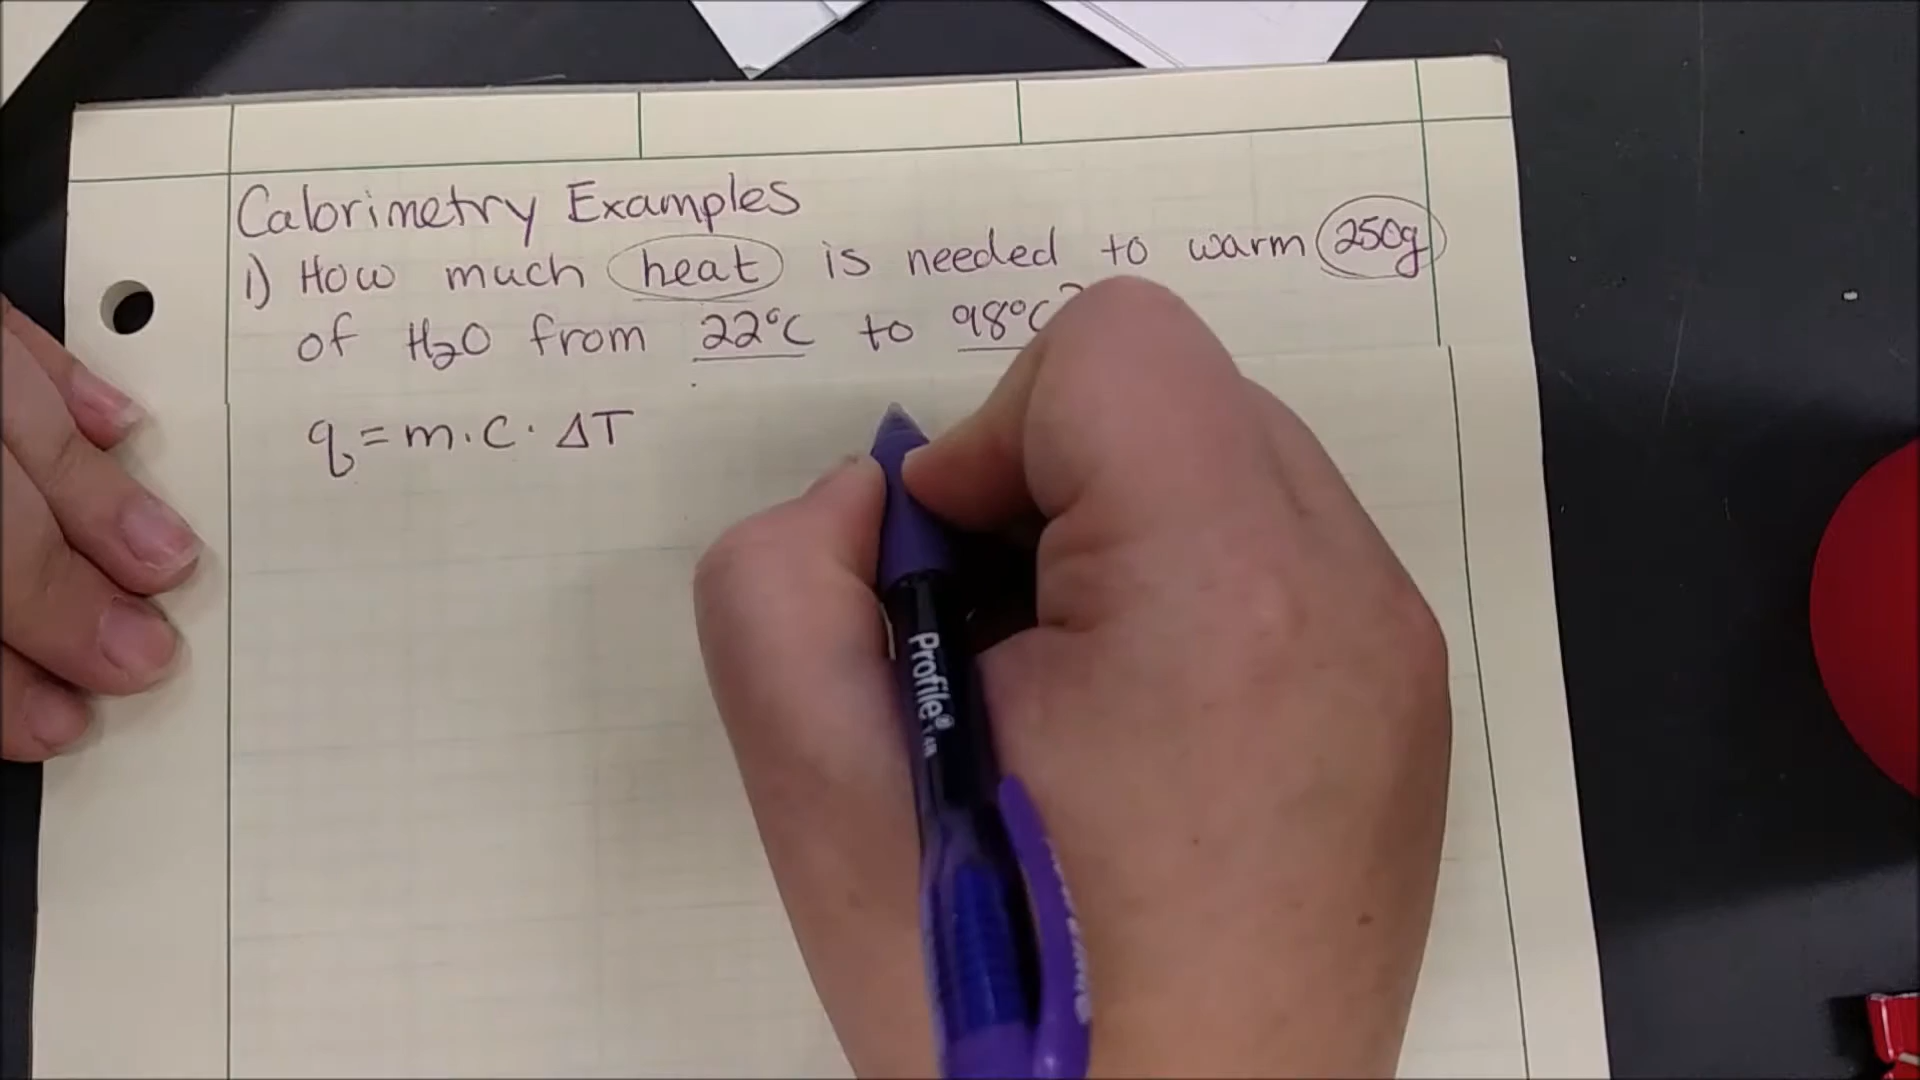 Calorimetry Examples
1) How much heat is needed to warm 250g
of H₂O from 22°C to 98°C?
q = m · c · ΔT
Profile®